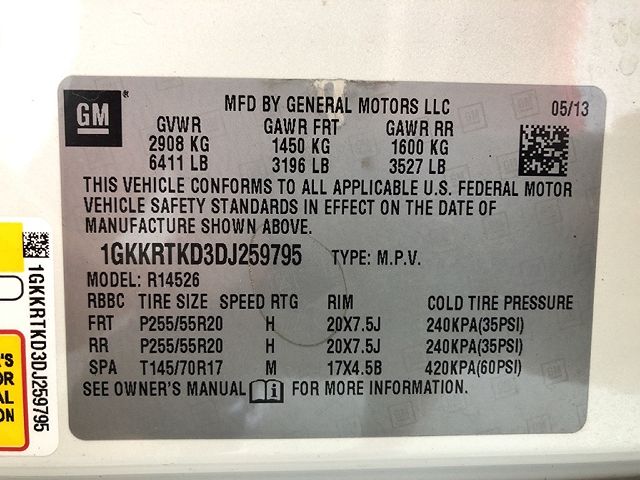 GM
MFD BY GENERAL MOTORS LLC 05/13
GVWR GAWR FRT GAWR RR
2908 KG 1450 KG 1600 KG
6411 LB 3196 LB 3527 LB
THIS VEHICLE CONFORMS TO ALL APPLICABLE U.S. FEDERAL MOTOR
VEHICLE SAFETY STANDARDS IN EFFECT ON THE DATE OF
MANUFACTURE SHOWN ABOVE.
1GKKRTKD3DJ259795 TYPE: M.P.V.
MODEL: R14526
RBBC TIRE SIZE SPEED RTG RIM COLD TIRE PRESSURE
FRT P255/55R20 H 20X7.5J 240KPA(35PSI)
RR P255/55R20 H 20X7.5J 240KPA(35PSI)
SPA T145/70R17 M 17X4.5B 420KPA(60PSI)
SEE OWNER'S MANUAL i FOR MORE INFORMATION.
1GKKRTKD3DJ259795